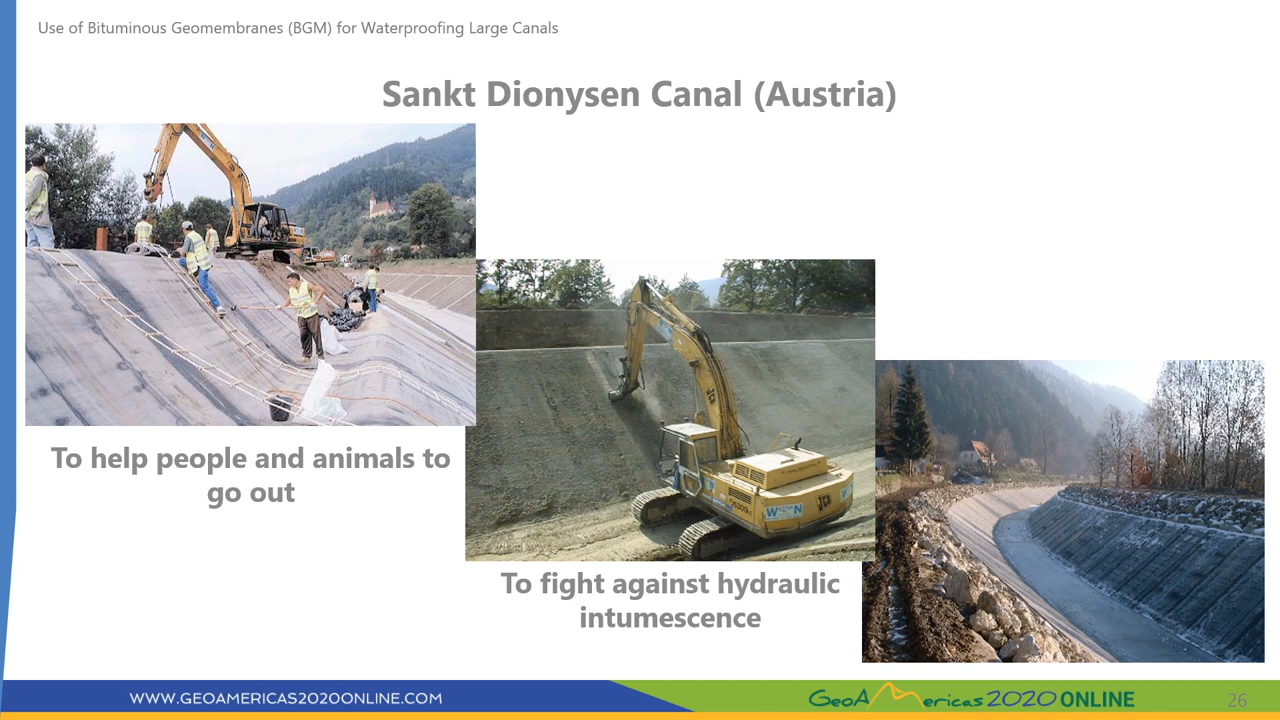 Use of Bituminous Geomembranes (BGM) for Waterproofing Large Canals
Sankt Dionysen Canal (Austria)
To help people and animals to
go out
JCB
To fight against hydraulic
intumescence
WWW.GEOAMERICAS2020ONLINE.COM
GeoAmericas 2020 ONLINE
26